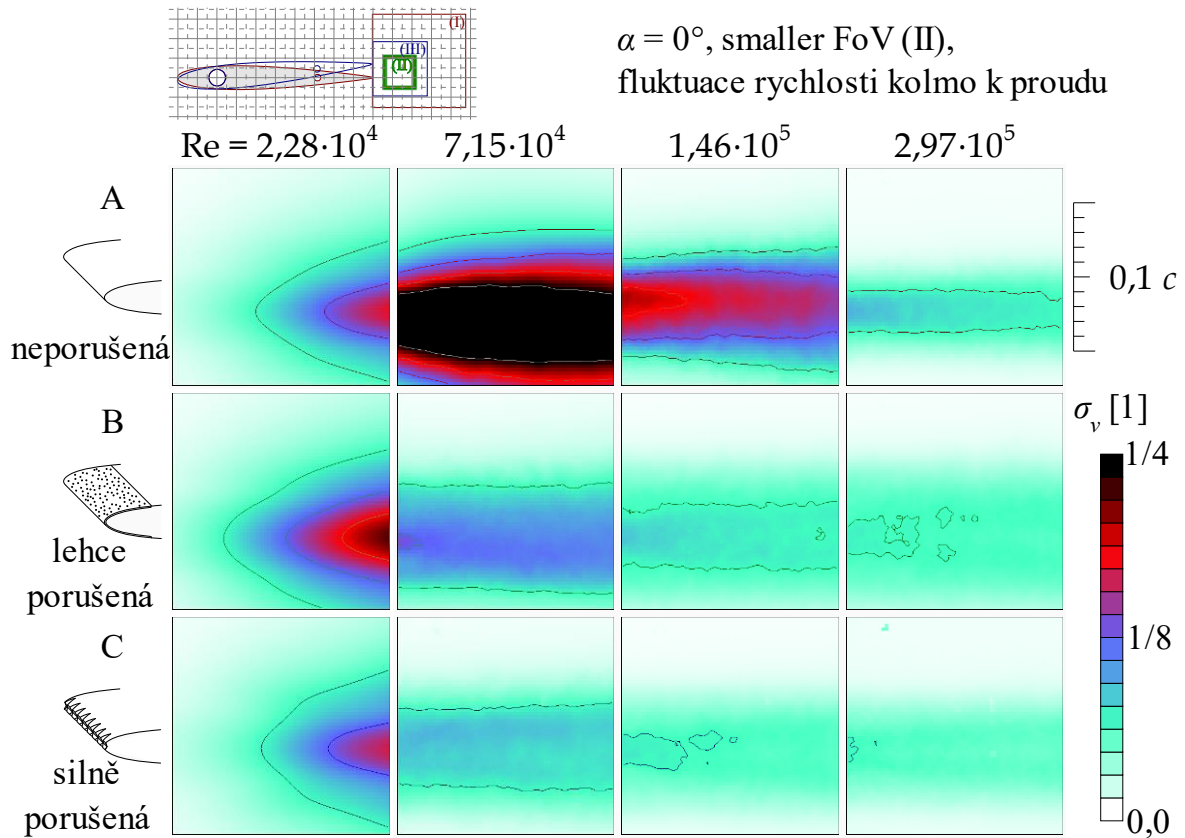 (I)
(III)
(II)
α = 0°, smaller FoV (II),
fluktuace rychlosti kolmo k proudu
Re = 2,28·10⁴ 7,15·10⁴ 1,46·10⁵ 2,97·10⁵
A
neporušená
0,1 c
B
lehce
porušená
σᵥ [1]
1/4
1/8
0,0
C
silně
porušená